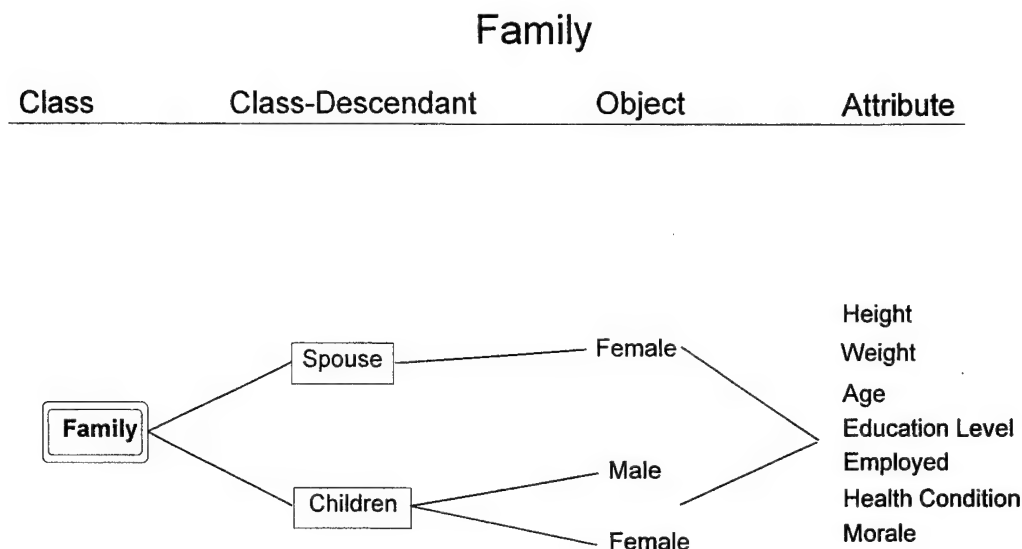 Family
Class Class-Descendant Object Attribute
Height
Spouse Female Weight
Age
Family Education Level
Employed
Male
Children Health Condition
Morale
Female